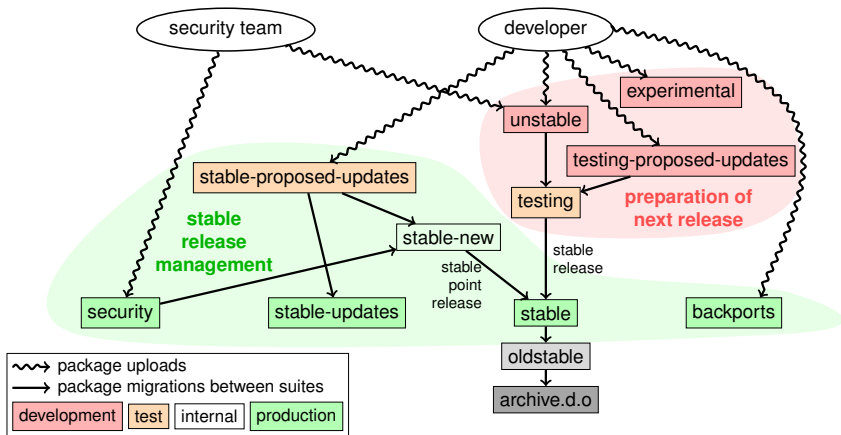 security team
developer
experimental
unstable
testing-proposed-updates
stable-proposed-updates
testing
preparation of
next release
stable
release
management
stable-new
stable
release
stable
point
release
security
stable-updates
stable
backports
oldstable
archive.d.o
package uploads
package migrations between suites
development
test
internal
production